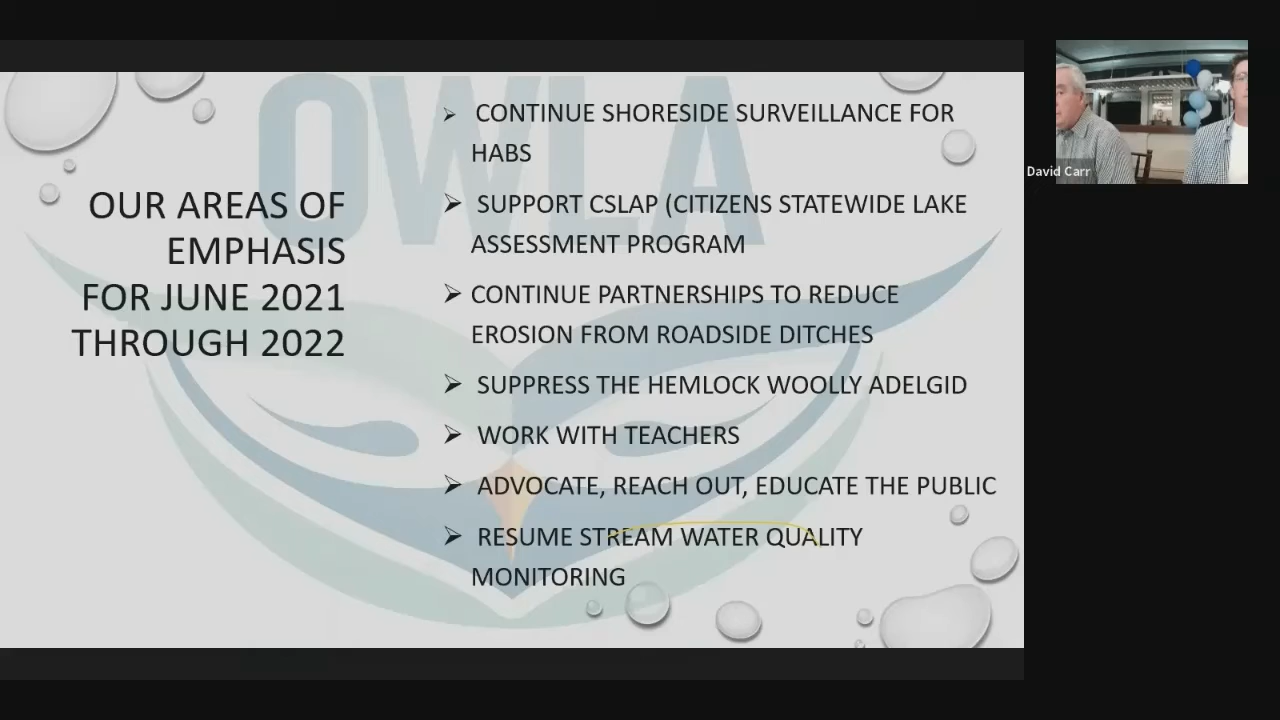 OWLA
OUR AREAS OF
EMPHASIS
FOR JUNE 2021
THROUGH 2022
CONTINUE SHORESIDE SURVEILLANCE FOR
HABS
SUPPORT CSLAP (CITIZENS STATEWIDE LAKE
ASSESSMENT PROGRAM
CONTINUE PARTNERSHIPS TO REDUCE
EROSION FROM ROADSIDE DITCHES
SUPPRESS THE HEMLOCK WOOLLY ADELGID
WORK WITH TEACHERS
ADVOCATE, REACH OUT, EDUCATE THE PUBLIC
RESUME STREAM WATER QUALITY
MONITORING
David Carr